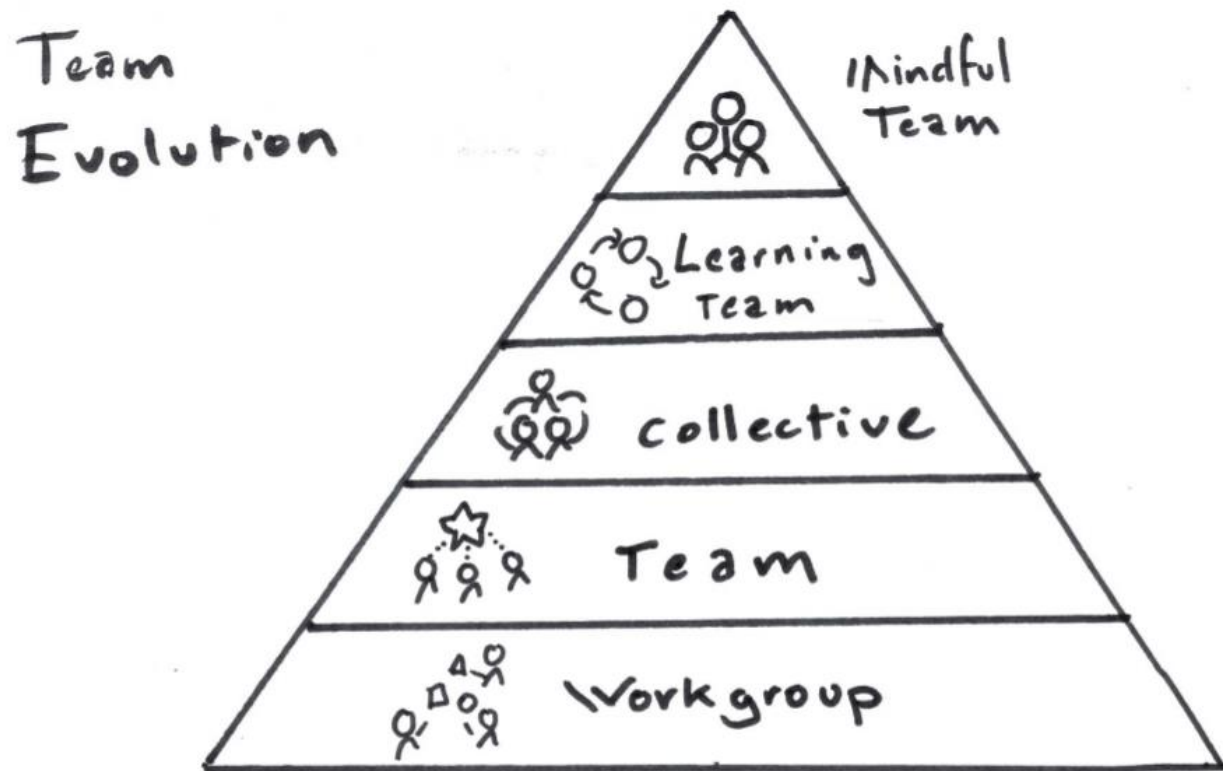 Team
Evolution
Mindful
Team
Learning
Team
collective
Team
Workgroup